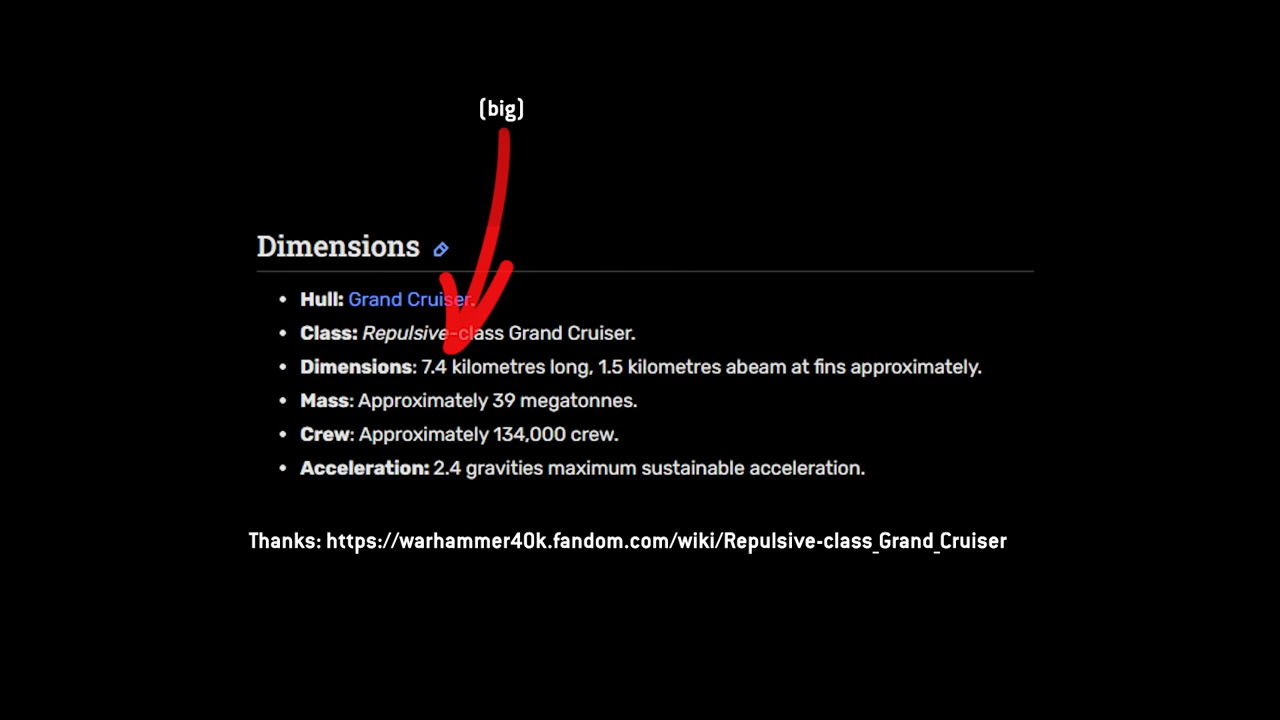 (big)
Dimensions
• Hull: Grand Cruiser.
• Class: Repulsive-class Grand Cruiser.
• Dimensions: 7.4 kilometres long, 1.5 kilometres abeam at fins approximately.
• Mass: Approximately 39 megatonnes.
• Crew: Approximately 134,000 crew.
• Acceleration: 2.4 gravities maximum sustainable acceleration.
Thanks: https://warhammer40k.fandom.com/wiki/Repulsive-class_Grand_Cruiser